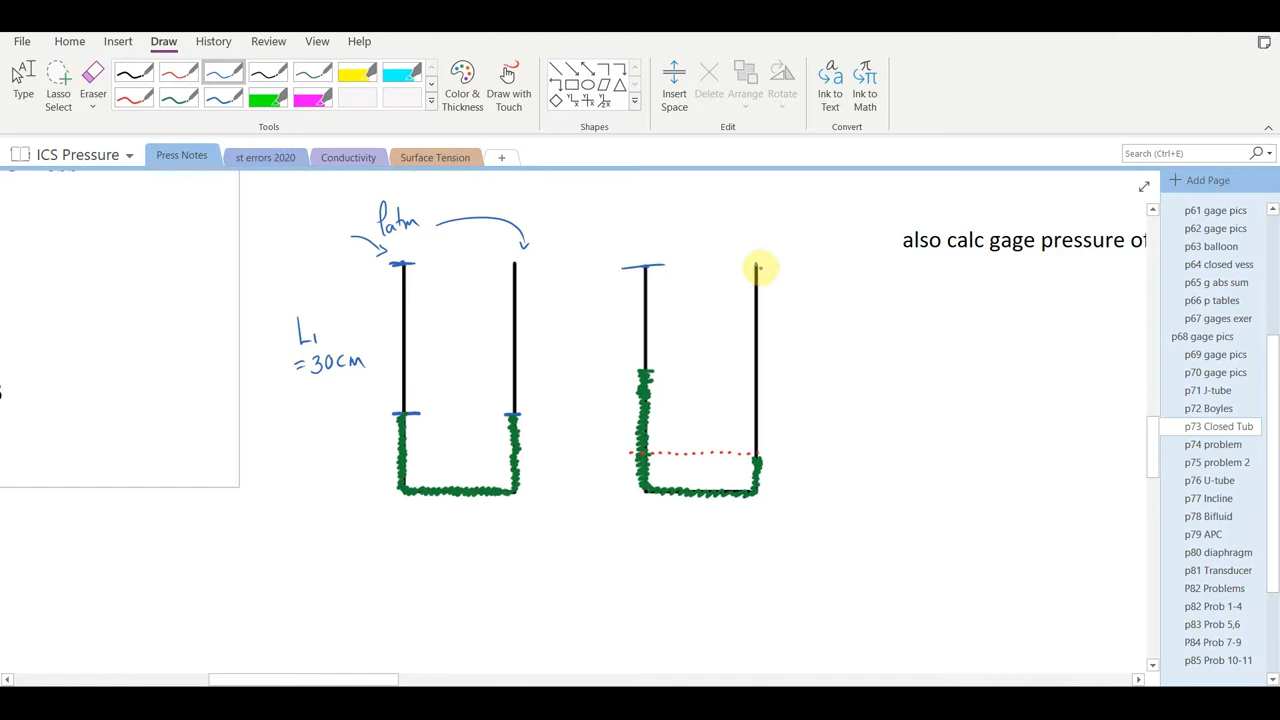 File Home Insert Draw History Review View Help
Type
Lasso Select
Eraser
Color & Thickness
Draw with Touch
Insert Space
Delete
Arrange
Rotate
Ink to Text
Ink to Math
Tools
Shapes
Edit
Convert
ICS Pressure
Press Notes
st errors 2020
Conductivity
Surface Tension
Search (Ctrl+E)
Add Page
Patm
also calc gage pressure of
L1
= 30cm
p61 gage pics
p62 gage pics
p63 balloon
p64 closed vess
p65 g abs sum
p66 p tables
p67 gages exer
p68 gage pics
p69 gage pics
p70 gage pics
p71 J-tube
p72 Boyles
p73 Closed Tub
p74 problem
p75 problem 2
p76 U-tube
p77 Incline
p78 Bifluid
p79 APC
p80 diaphragm
p81 Transducer
P82 Problems
p82 Prob 1-4
p83 Prob 5,6
P84 Prob 7-9
p85 Prob 10-11